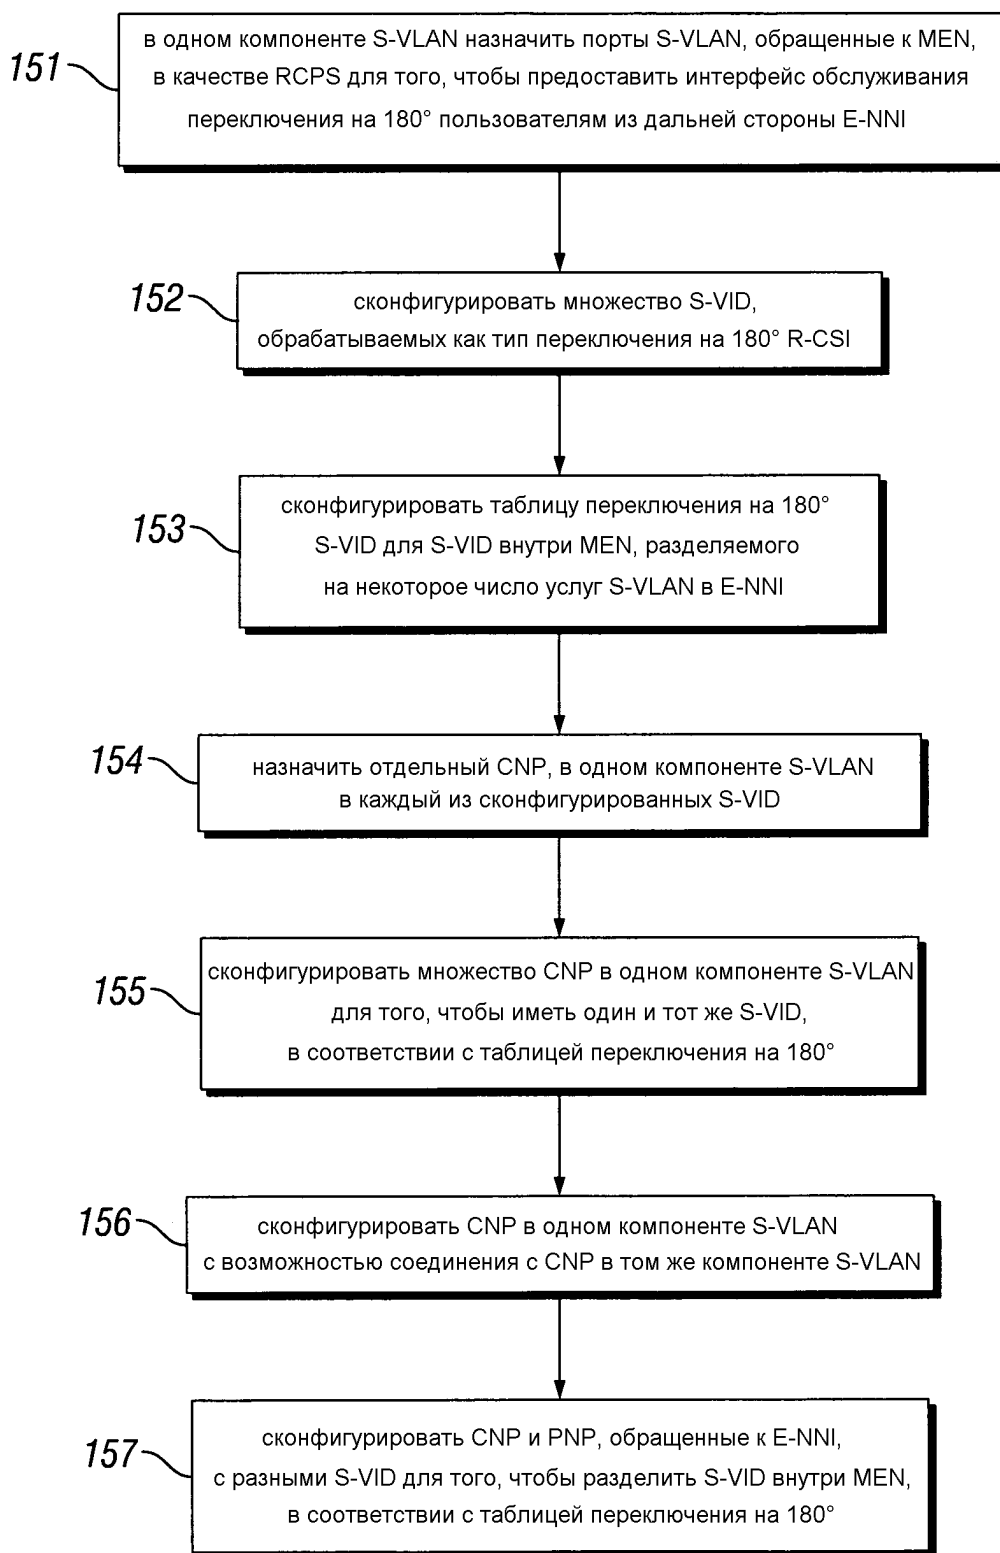 151
в одном компоненте S-VLAN назначить порты S-VLAN, обращенные к MEN,
в качестве RCPS для того, чтобы предоставить интерфейс обслуживания
переключения на 180° пользователям из дальней стороны E-NNI
152
сконфигурировать множество S-VID,
обрабатываемых как тип переключения на 180° R-CSI
153
сконфигурировать таблицу переключения на 180°
S-VID для S-VID внутри MEN, разделяемого
на некоторое число услуг S-VLAN в E-NNI
154
назначить отдельный CNP, в одном компоненте S-VLAN
в каждый из сконфигурированных S-VID
155
сконфигурировать множество CNP в одном компоненте S-VLAN
для того, чтобы иметь один и тот же S-VID,
в соответствии с таблицей переключения на 180°
156
сконфигурировать CNP в одном компоненте S-VLAN
с возможностью соединения с CNP в том же компоненте S-VLAN
157
сконфигурировать CNP и PNP, обращенные к E-NNI,
с разными S-VID для того, чтобы разделить S-VID внутри MEN,
в соответствии с таблицей переключения на 180°